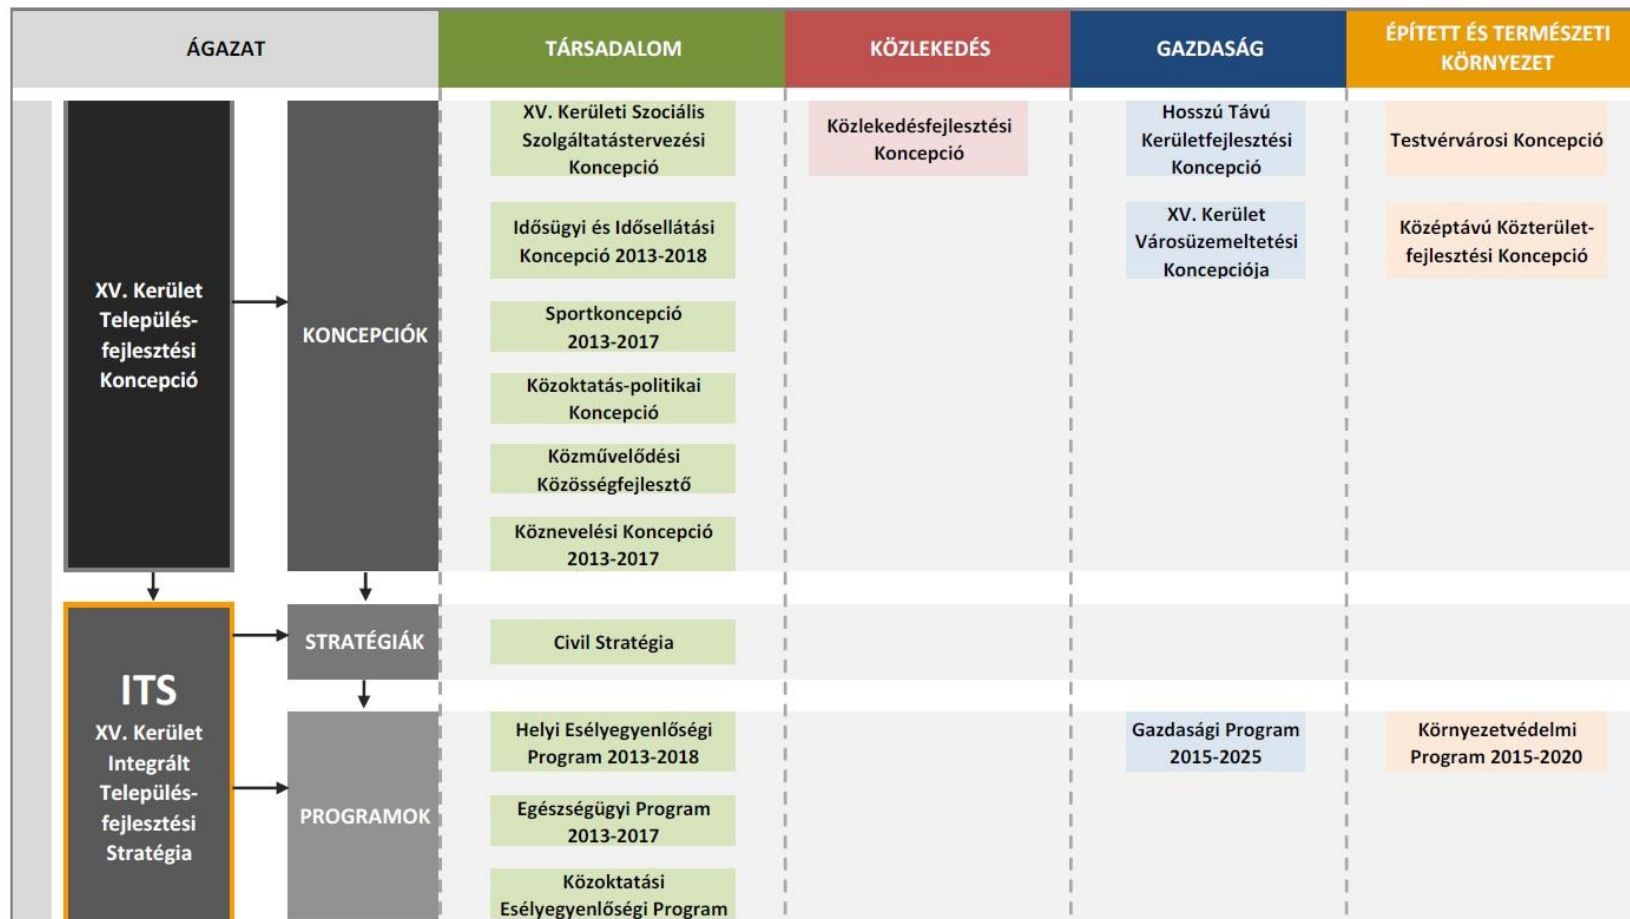 ÁGAZAT
TÁRSADALOM
KÖZLEKEDÉS
GAZDASÁG
ÉPÍTETT ÉS TERMÉSZETI
KÖRNYEZET
XV. Kerület
Település-
fejlesztési
Koncepció
KONCEPCIÓK
XV. Kerületi Szociális
Szolgáltatástervezési
Koncepció
Idősügyi és Idősellátási
Koncepció 2013-2018
Sportkoncepció
2013-2017
Közoktatás-politikai
Koncepció
Közművelődési
Közösségfejlesztő
Köznevelési Koncepció
2013-2017
Közlekedésfejlesztési
Koncepció
Hosszú Távú
Kerületfejlesztési
Koncepció
XV. Kerület
Városüzemeltetési
Koncepciója
Testvérvárosi Koncepció
Középtávú Közterület-
fejlesztési Koncepció
ITS
XV. Kerület
Integrált
Település-
fejlesztési
Stratégia
STRATÉGIÁK
Civil Stratégia
PROGRAMOK
Helyi Esélyegyenlőségi
Program 2013-2018
Egészségügyi Program
2013-2017
Közoktatási
Esélyegyenlőségi Program
Gazdasági Program
2015-2025
Környezetvédelmi
Program 2015-2020